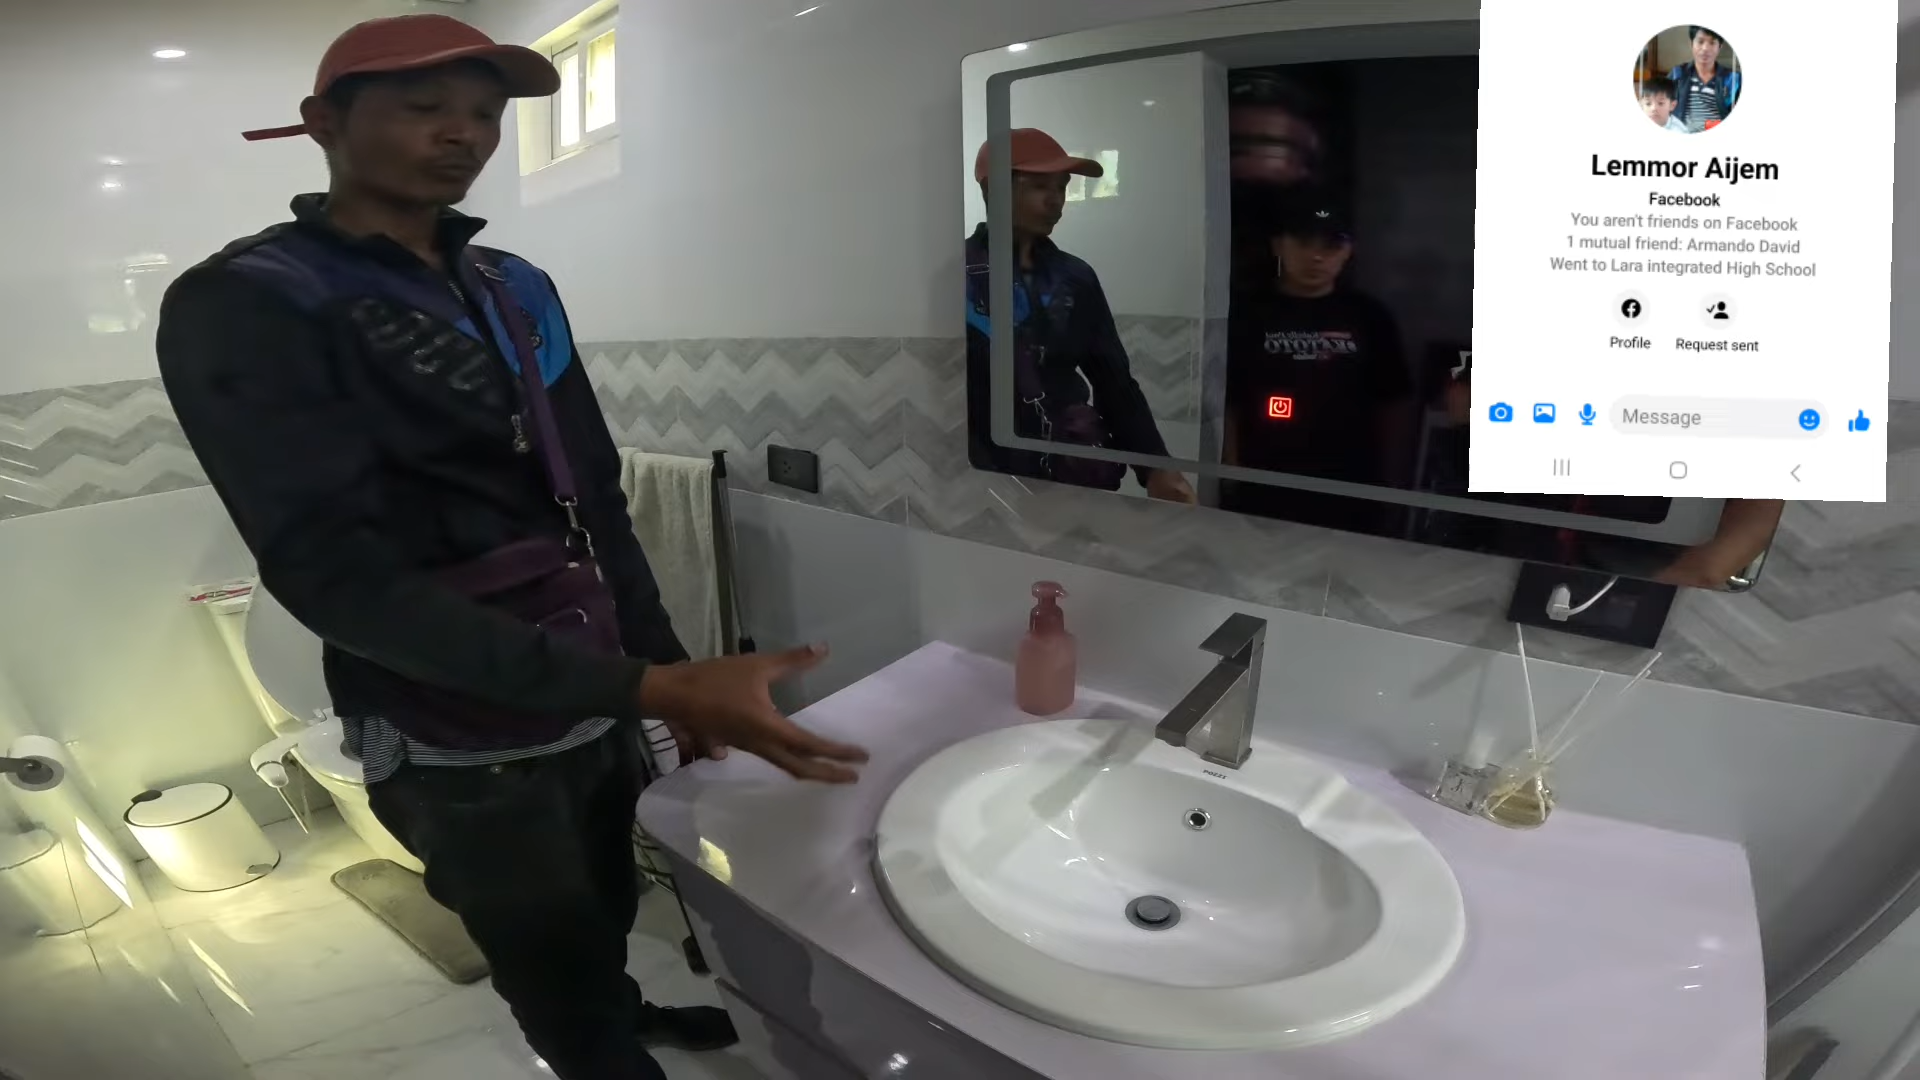 Lemmor Aijem
Facebook
You aren't friends on Facebook
1 mutual friend: Armando David
Went to Lara integrated High School
Profile
Request sent
Message
POZZI